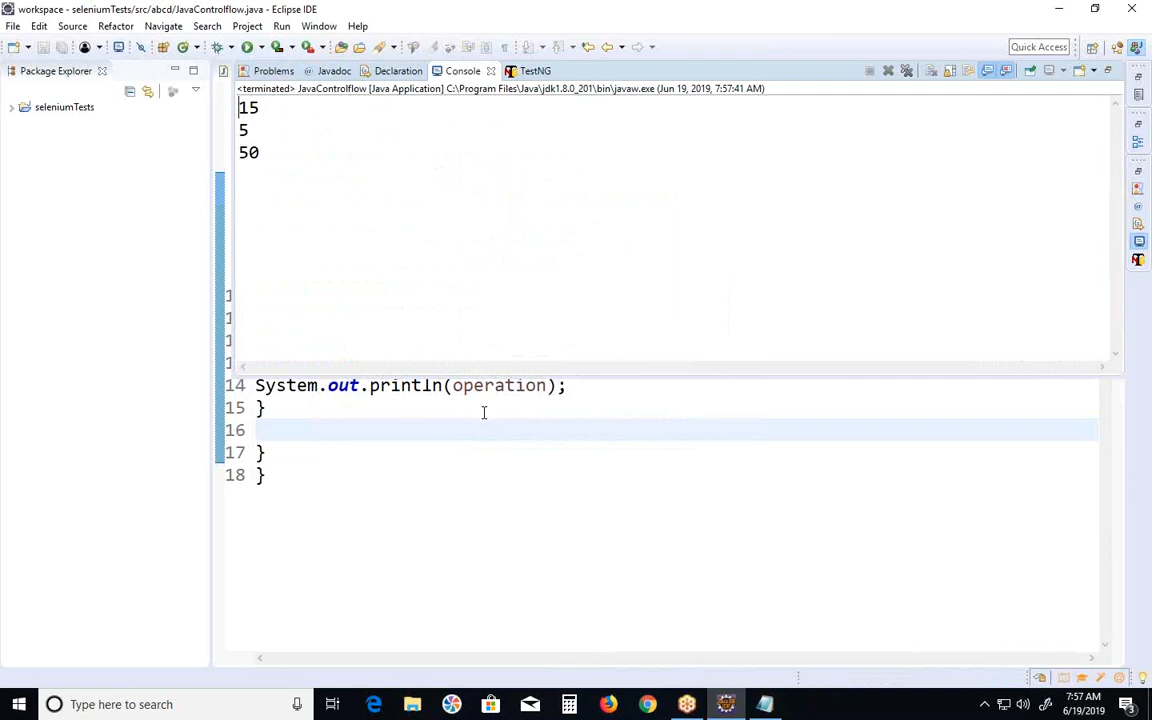 workspace - seleniumTests/src/abcd/JavaControlflow.java - Eclipse IDE
File Edit Source Refactor Navigate Search Project Run Window Help
Quick Access
Package Explorer
Problems @ Javadoc Declaration Console TestNG
<terminated> JavaControlflow [Java Application] C:\Program Files\Java\jdk1.8.0_201\bin\javaw.exe (Jun 19, 2019, 7:57:41 AM)
seleniumTests
15
5
50
14 System.out.println(operation);
15 }
16
17 }
18 }
Type here to search
7:57 AM
6/19/2019
3